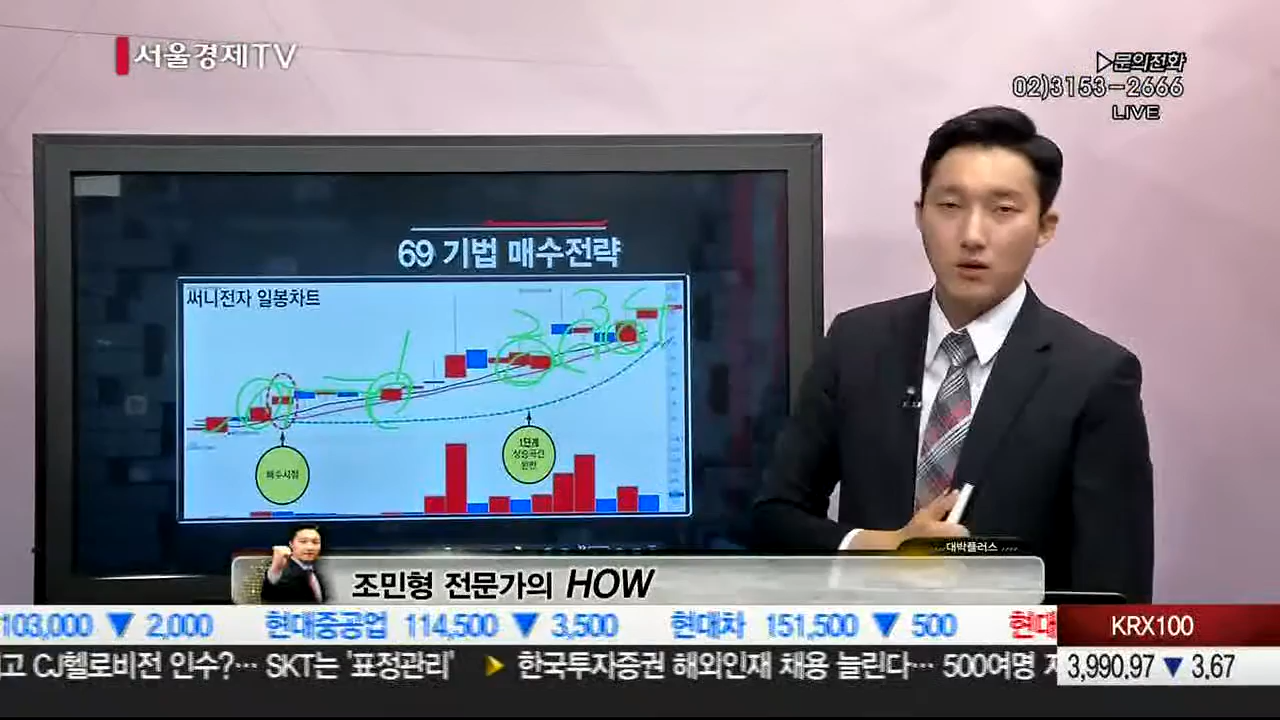 서울경제TV
▷문의전화
02)3153-2666
LIVE
69 기법 매수전략
써니전자 일봉차트
매수시점
1단계
상승곡선
완만
대박플러스
조민형 전문가의 HOW
103,000 ▼ 2,000 현대중공업 114,500 ▼ 3,500 현대차 151,500 ▼ 500 현대
KRX100
고 CJ헬로비전 인수?… SKT는 '표정관리' ▶ 한국투자증권 해외인재 채용 늘린다… 500여명
3,990.97 ▼ 3.67